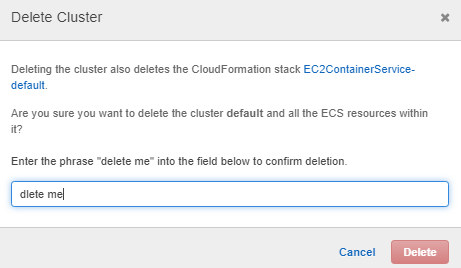 Delete Cluster
Deleting the cluster also deletes the CloudFormation stack EC2ContainerService-
default.
Are you sure you want to delete the cluster default and all the ECS resources within
it?
Enter the phrase "delete me" into the field below to confirm deletion.
dlete me
Cancel Delete